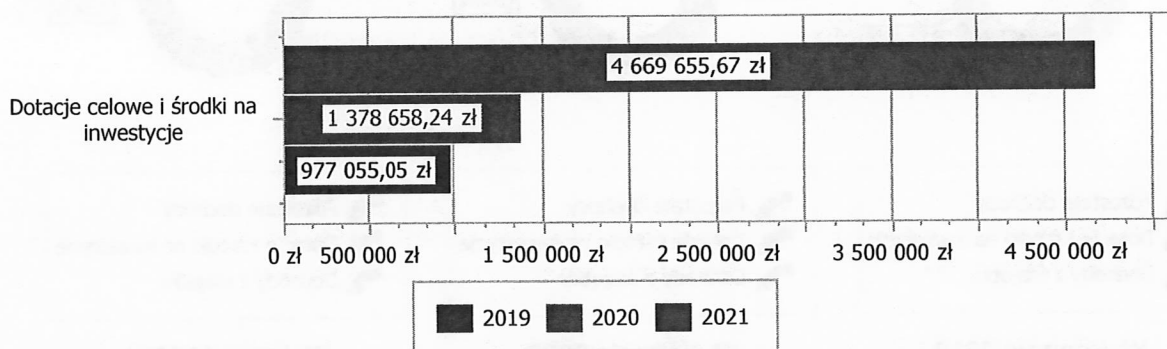 4 669 655,67 zł
Dotacje celowe i środki na
inwestycje
1 378 658,24 zł
977 055,05 zł
0 zł 500 000 zł 1 500 000 zł 2 500 000 zł 3 500 000 zł 4 500 000 zł
2019 2020 2021